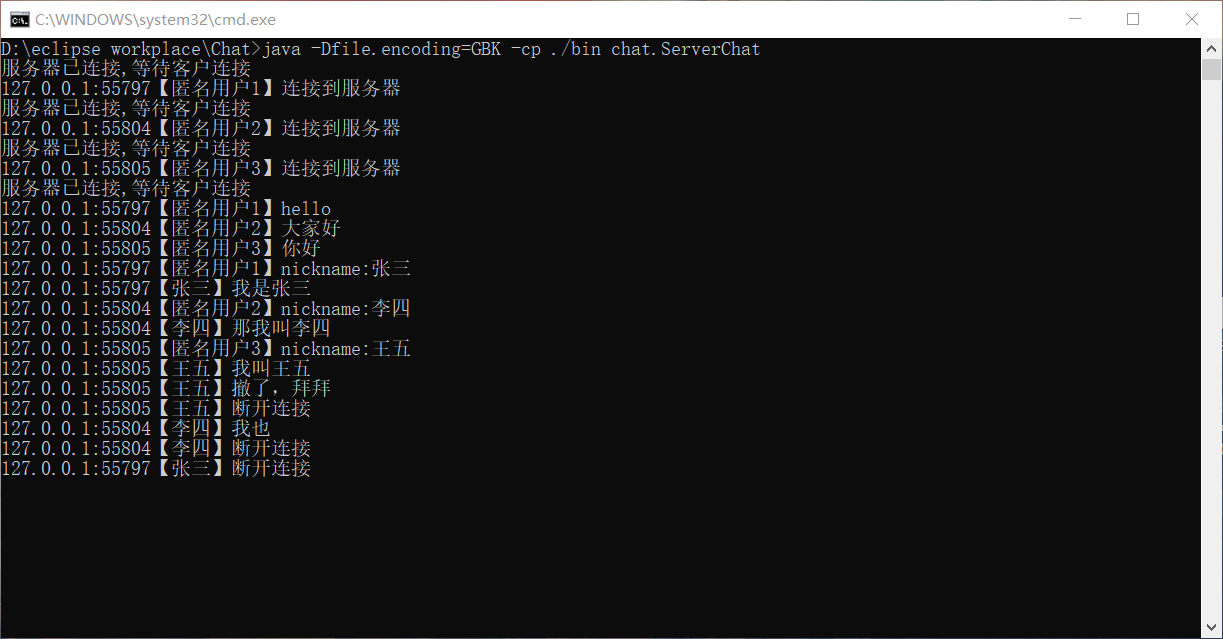 C:\WINDOWS\system32\cmd.exe
D:\eclipse workplace\Chat>java -Dfile.encoding=GBK -cp ./bin chat.ServerChat
服务器已连接,等待客户连接
127.0.0.1:55797【匿名用户1】连接到服务器
服务器已连接,等待客户连接
127.0.0.1:55804【匿名用户2】连接到服务器
服务器已连接,等待客户连接
127.0.0.1:55805【匿名用户3】连接到服务器
服务器已连接,等待客户连接
127.0.0.1:55797【匿名用户1】hello
127.0.0.1:55804【匿名用户2】大家好
127.0.0.1:55805【匿名用户3】你好
127.0.0.1:55797【匿名用户1】nickname:张三
127.0.0.1:55797【张三】我是张三
127.0.0.1:55804【匿名用户2】nickname:李四
127.0.0.1:55804【李四】那我叫李四
127.0.0.1:55805【匿名用户3】nickname:王五
127.0.0.1:55805【王五】我叫王五
127.0.0.1:55805【王五】撤了，拜拜
127.0.0.1:55805【王五】断开连接
127.0.0.1:55804【李四】我也
127.0.0.1:55804【李四】断开连接
127.0.0.1:55797【张三】断开连接